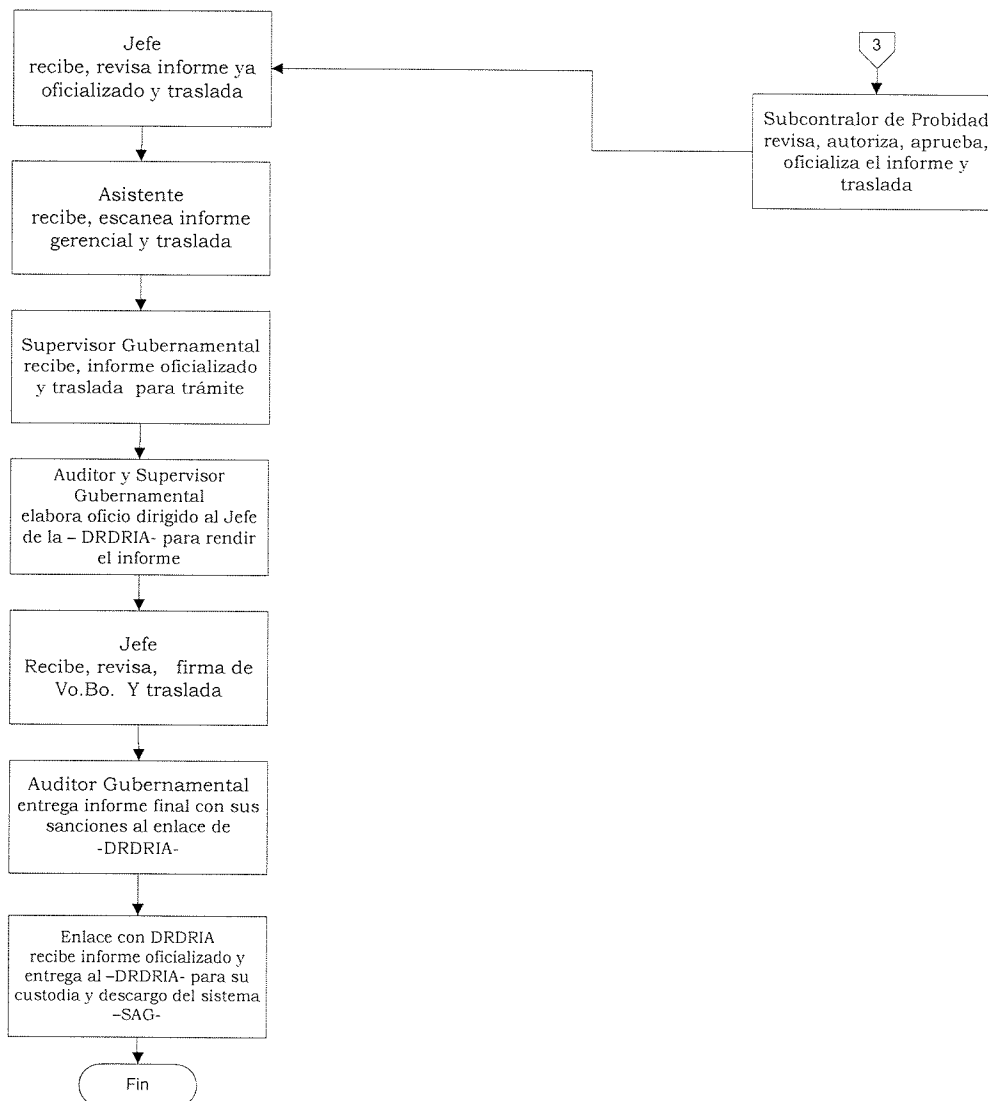 3
Subcontralor de Probidad
revisa, autoriza, aprueba,
oficializa el informe y
traslada
Jefe
recibe, revisa informe ya
oficializado y traslada
Asistente
recibe, escanea informe
gerencial y traslada
Supervisor Gubernamental
recibe, informe oficializado
y traslada para trámite
Auditor y Supervisor
Gubernamental
elabora oficio dirigido al Jefe
de la – DRDRIA- para rendir
el informe
Jefe
Recibe, revisa, firma de
Vo.Bo. Y traslada
Auditor Gubernamental
entrega informe final con sus
sanciones al enlace de
-DRDRIA-
Enlace con DRDRIA
recibe informe oficializado y
entrega al –DRDRIA- para su
custodia y descargo del sistema
–SAG-
Fin